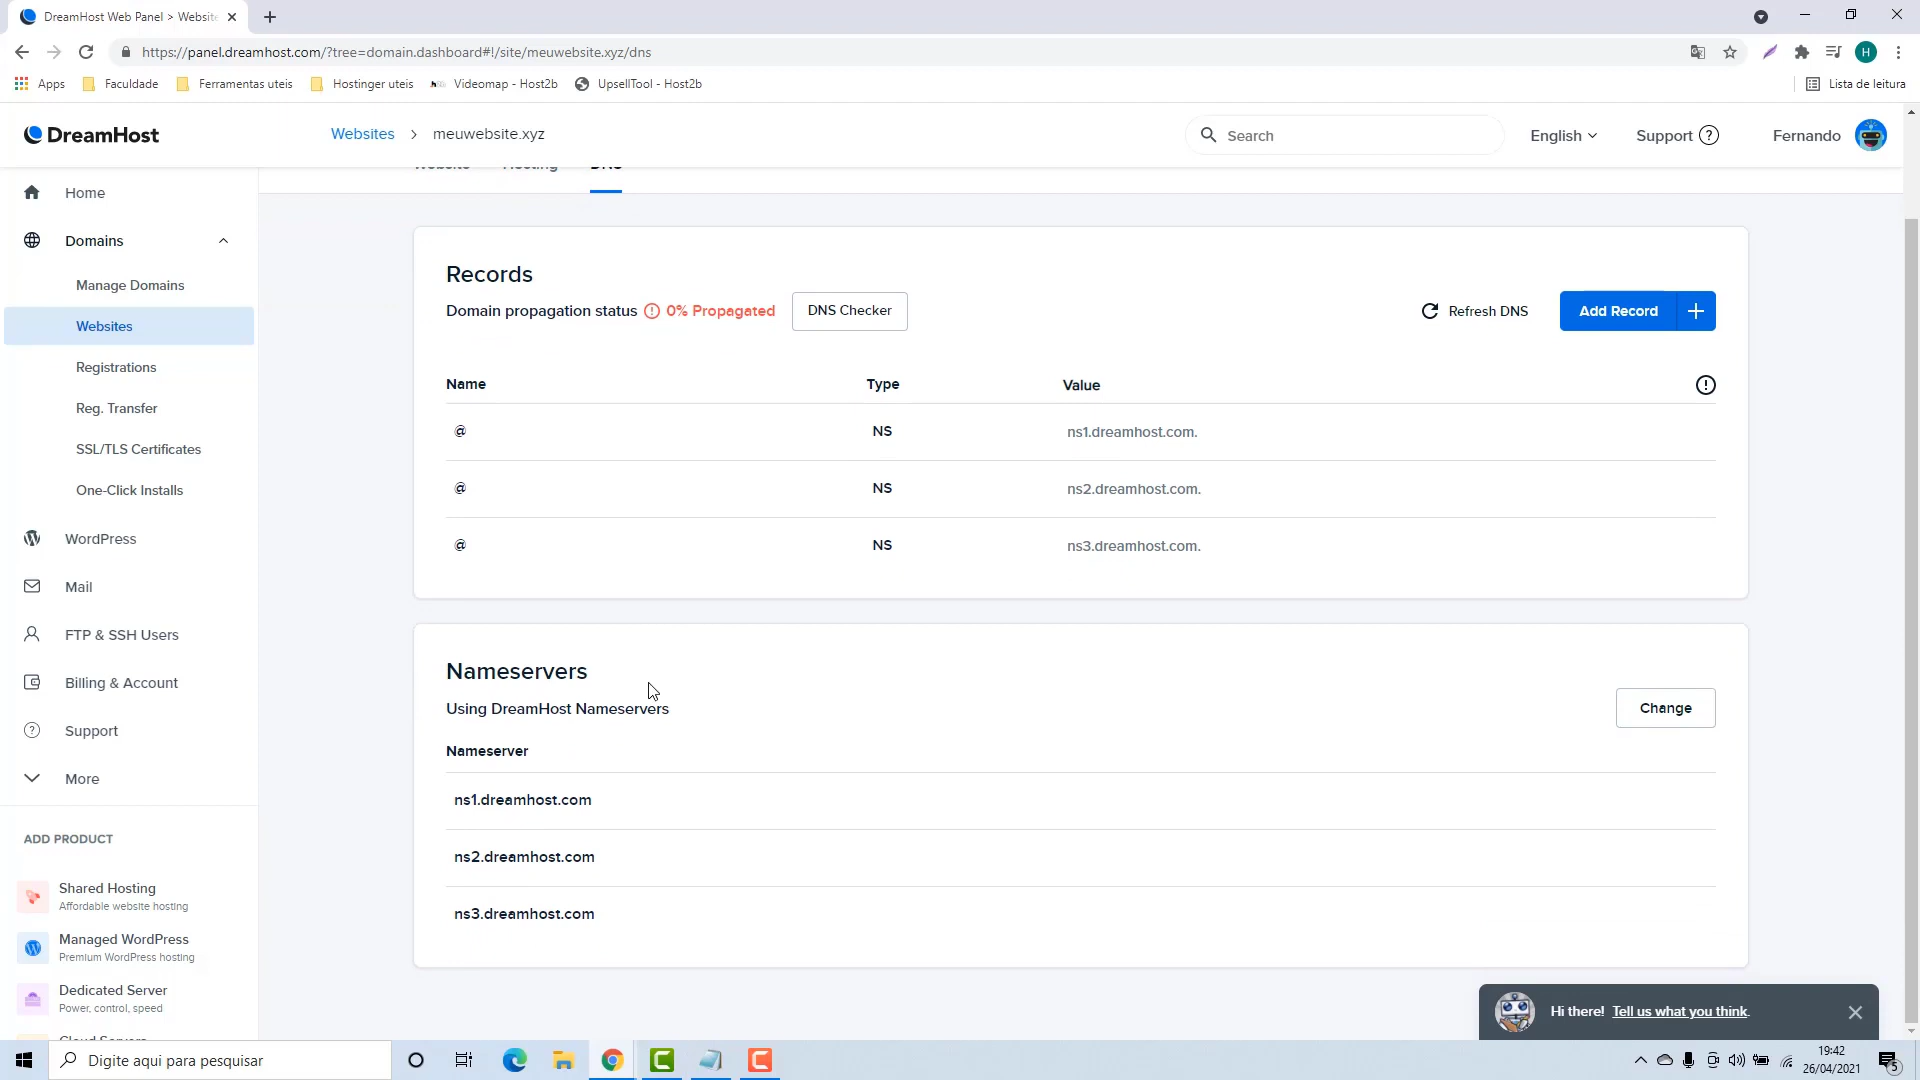 DreamHost Web Panel > Website
https://panel.dreamhost.com/?tree=domain.dashboard#!/site/meuwebsite.xyz/dns
H
Apps
Faculdade
Ferramentas uteis
Hostinger uteis
Videomap - Host2b
UpsellTool - Host2b
Lista de leitura
DreamHost
Websites > meuwebsite.xyz
Search
English
Support ?
Fernando
Website
Hosting
DNS
Home
Domains
Manage Domains
Websites
Registrations
Reg. Transfer
SSL/TLS Certificates
One-Click Installs
WordPress
Mail
FTP & SSH Users
Billing & Account
Support
More
ADD PRODUCT
Shared Hosting
Affordable website hosting
Managed WordPress
Premium WordPress hosting
Dedicated Server
Power, control, speed
Cloud Servers
Records
Domain propagation status ! 0% Propagated
DNS Checker
Refresh DNS
Add Record +
Name Type Value
@ NS ns1.dreamhost.com.
@ NS ns2.dreamhost.com.
@ NS ns3.dreamhost.com.
Nameservers
Using DreamHost Nameservers
Change
Nameserver
ns1.dreamhost.com
ns2.dreamhost.com
ns3.dreamhost.com
Hi there! Tell us what you think.
Digite aqui para pesquisar
19:42
26/04/2021
5